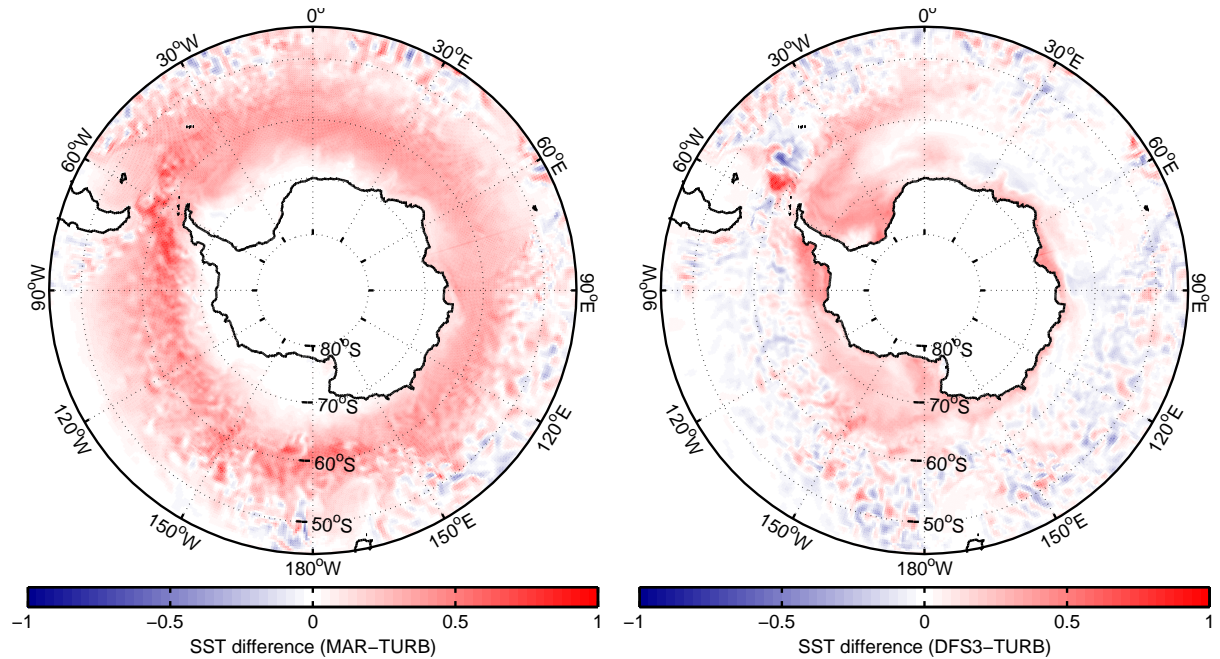 0°
30°W
30°E
60°W
60°E
90°W
90°E
80°S
70°S
60°S
50°S
120°W
120°E
150°W
150°E
180°W
−1 −0.5 0 0.5 1
SST difference (MAR−TURB)
0°
30°W
30°E
60°W
60°E
90°W
90°E
80°S
70°S
60°S
50°S
120°W
120°E
150°W
150°E
180°W
−1 −0.5 0 0.5 1
SST difference (DFS3−TURB)